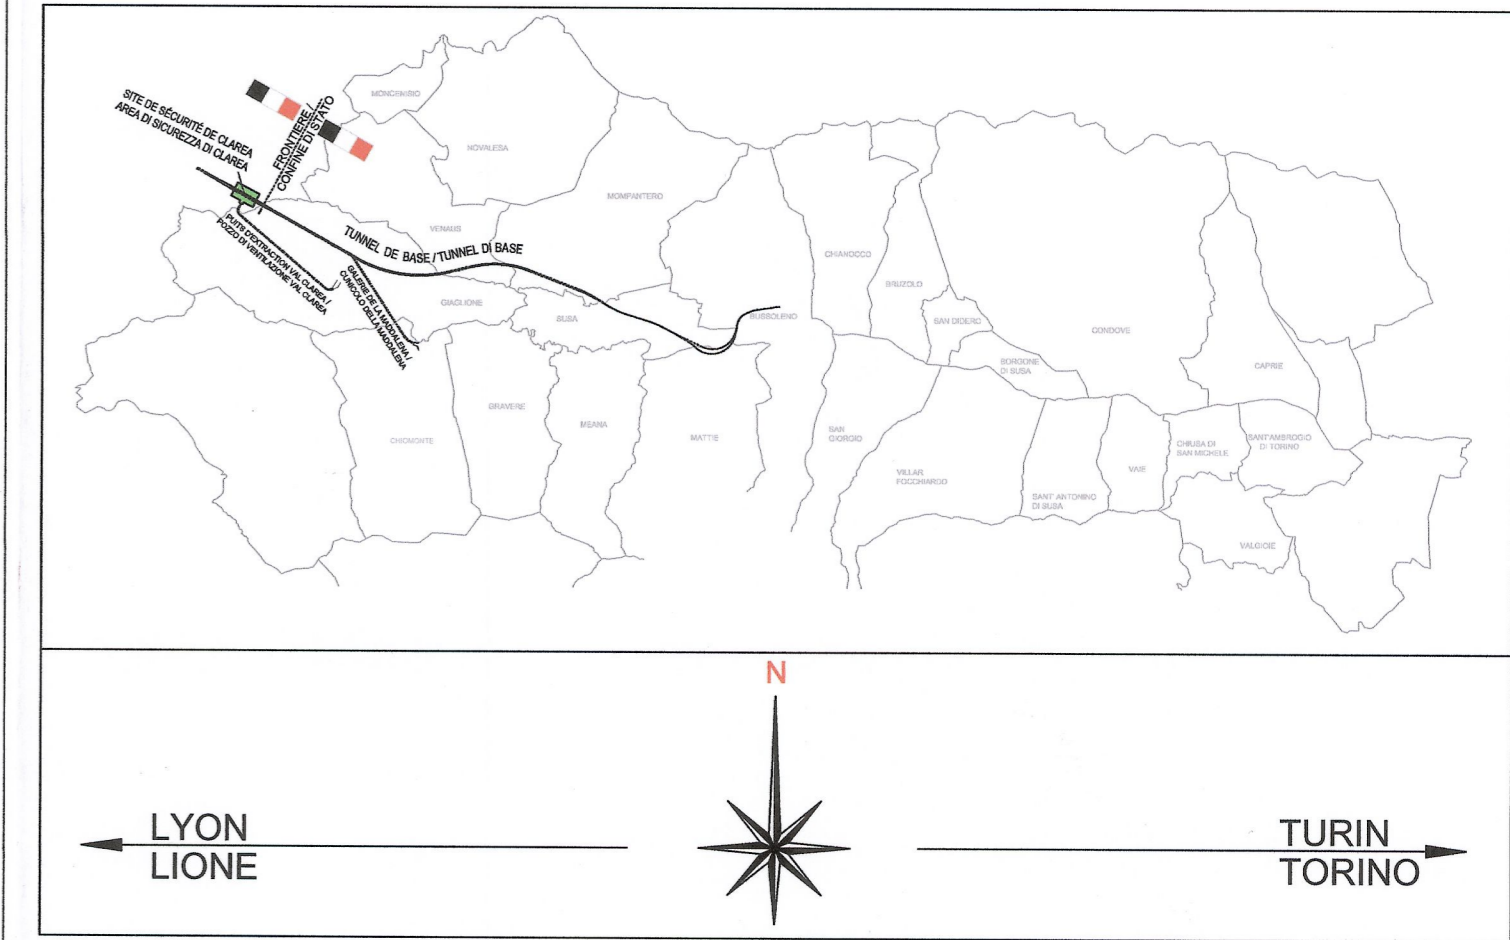 SITE DE SÉCURITÉ DE CLAREA
AREA DI SICUREZZA DI CLAREA
FRONTIERE /
CONFINE DI STATO
MONCENISIO
NOVALESA
MOMPANTERO
VENAUS
TUNNEL DE BASE / TUNNEL DI BASE
PUITS D'EXTRACTION VAL CLAREA /
POZZO DI VENTILAZIONE VAL CLAREA
GALERIE DE LA MADDALENA /
CUNICOLO DELLA MADDALENA
GIAGLIONE
SUSA
BUSSOLENO
CHIANOCCO
BRUZOLO
SAN DIDERO
CONDOVE
BORGONE
DI SUSA
CAPRIE
CHIOMONTE
GRAVERE
MEANA
MATTIE
SAN
GIORGIO
VILLAR
FOCCHIARDO
SANT' ANTONINO
DI SUSA
VAIE
CHIUSA DI
SAN MICHELE
SANT'AMBROGIO
DI TORINO
VALGIOIE
N
LYON
LIONE
TURIN
TORINO